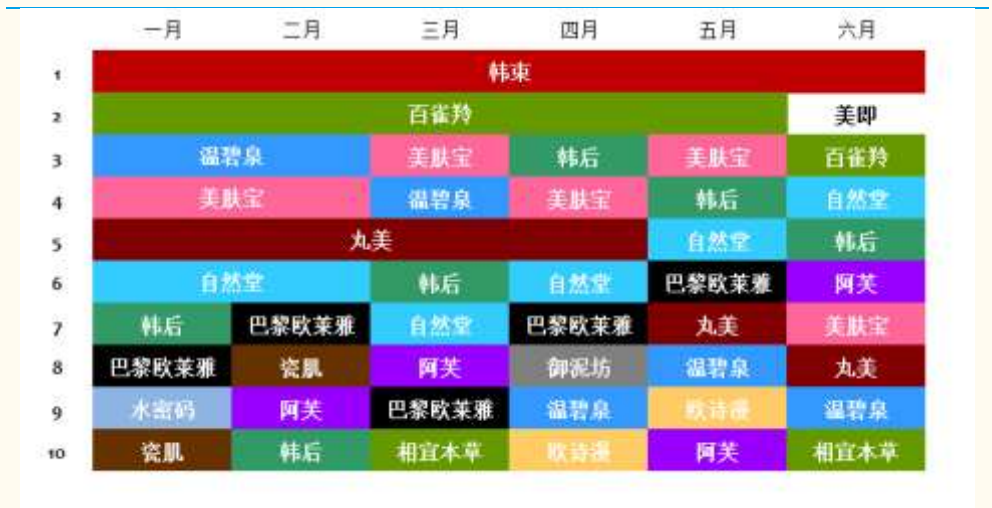 一月 二月 三月 四月 五月 六月
1 韩束
2 百雀羚 美即
3 温碧泉 美肤宝 韩后 美肤宝 百雀羚
4 美肤宝 温碧泉 美肤宝 韩后 自然堂
5 丸美 自然堂 韩后
6 自然堂 韩后 自然堂 巴黎欧莱雅 阿芙
7 韩后 巴黎欧莱雅 自然堂 巴黎欧莱雅 丸美 美肤宝
8 巴黎欧莱雅 瓷肌 阿芙 御泥坊 温碧泉 丸美
9 水密码 阿芙 巴黎欧莱雅 温碧泉 欧诗漫 温碧泉
10 瓷肌 韩后 相宜本草 欧诗漫 阿芙 相宜本草